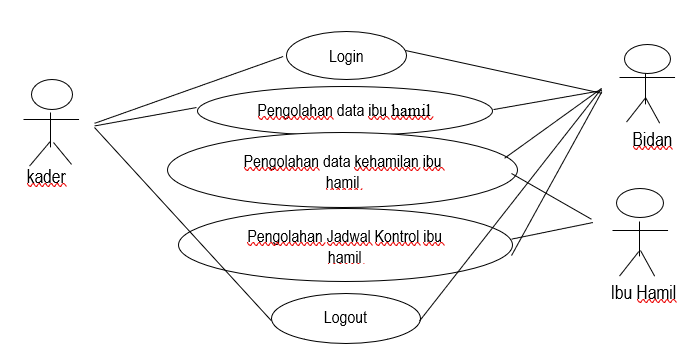 Login
Pengolahan data ibu hamil
Pengolahan data kehamilan ibu
hamil.
Pengolahan Jadwal Kontrol ibu
hamil.
Logout
kader
Bidan
Ibu Hamil